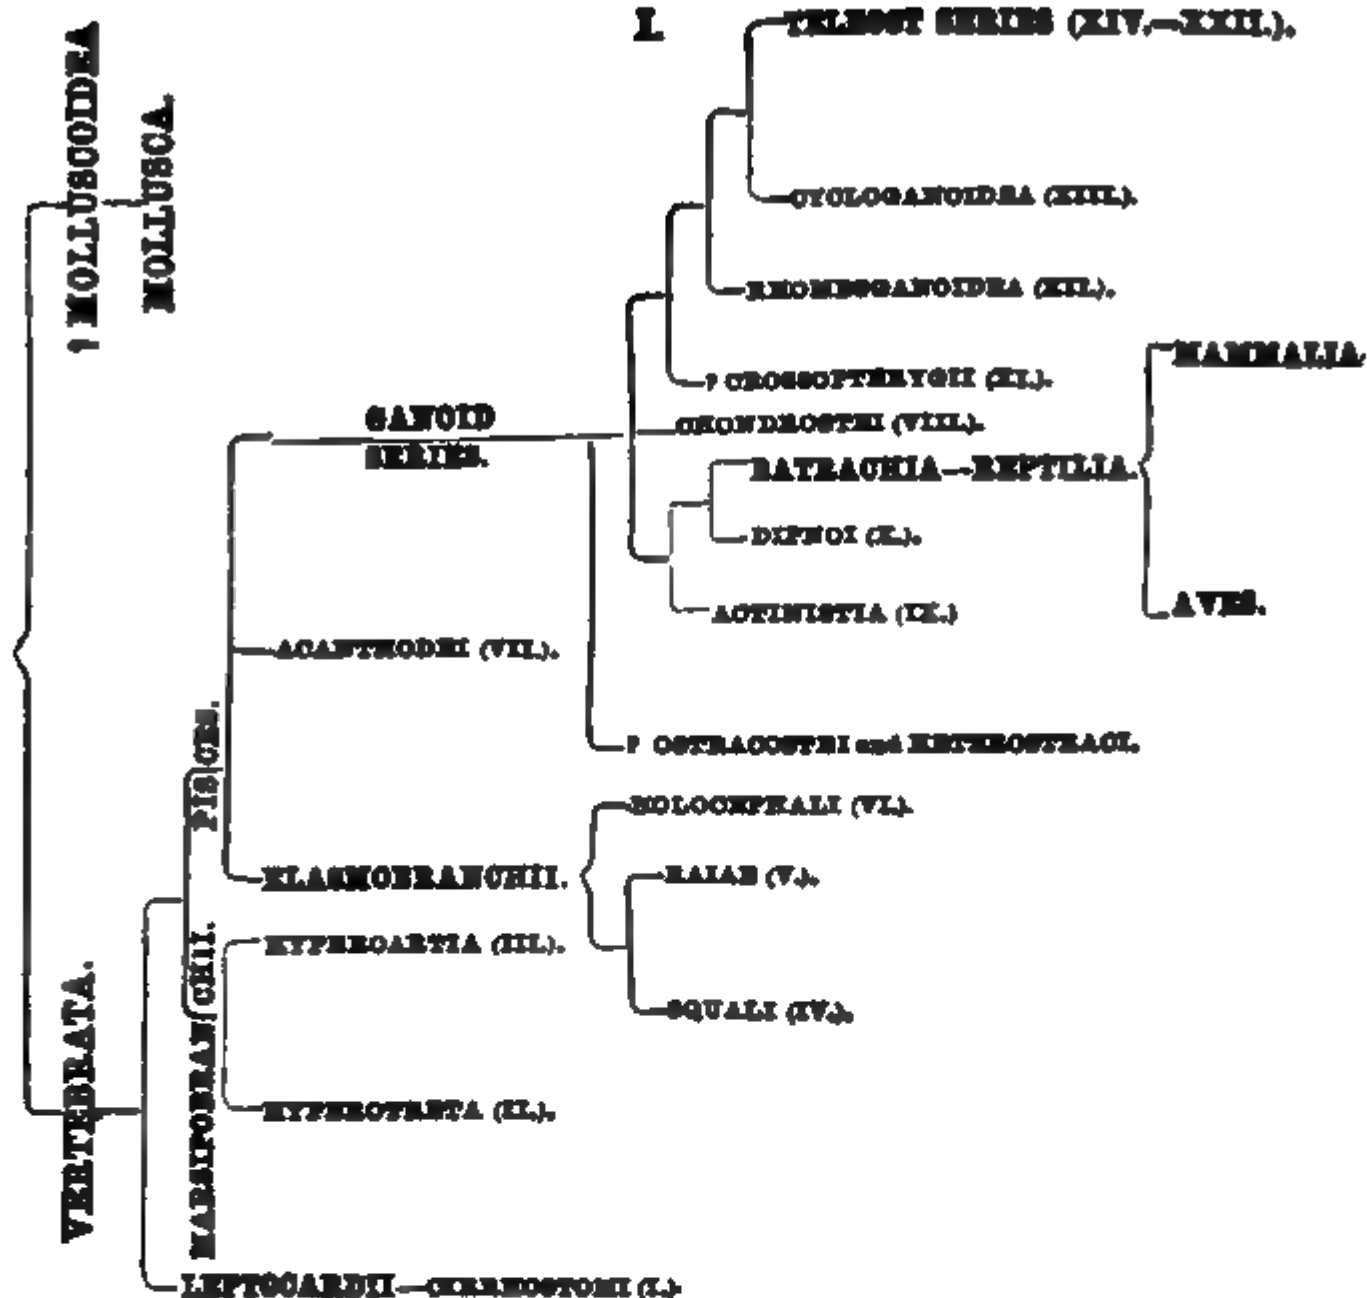 I.
TELEOST SERIES (XIV.—XXII.).
? MOLLUSCOIDEA
MOLLUSCA.
CYCLOGANOIDEA (XIII.).
RHOMBOGANOIDEA (XII.).
MAMMALIA.
? CROSSOPTERYGII (XI.).
GANOID
SERIES.
CHONDROSTEI (VIII.).
BATRACHIA—REPTILIA.
DIPNOI (X.).
ACTINISTIA (IX.)
AVES.
ACANTHODEI (VII.).
PISCES.
? OSTRACOSTEI and HETEROSTRACI.
HOLOCEPHALI (VI.).
ELASMOBRANCHII.
RAIAE (V.).
HYPEROARTIA (III.).
SQUALI (IV.).
VERTEBRATA.
MARSIPOBRANCHII.
HYPEROTRETA (II.).
LEPTOCARDII—CIRRHOSTOMI (I.)